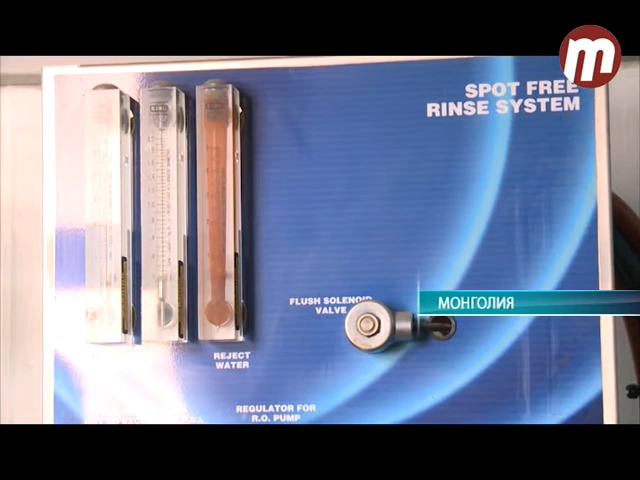 m
SPOT FREE
RINSE SYSTEM
МОНГОЛИЯ
FLUSH SOLENOID
VALVE
REJECT
WATER
REGULATOR FOR
R.O. PUMP